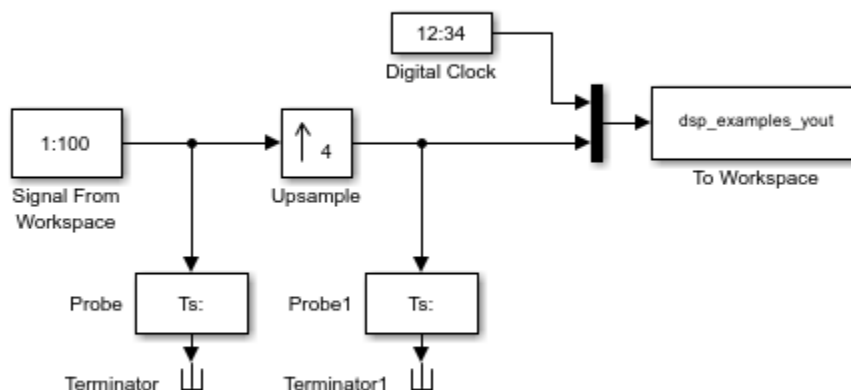 12:34
Digital Clock
1:100
Signal From
Workspace
4
Upsample
dsp_examples_yout
To Workspace
Probe
Ts:
Probe1
Ts:
Terminator
Terminator1